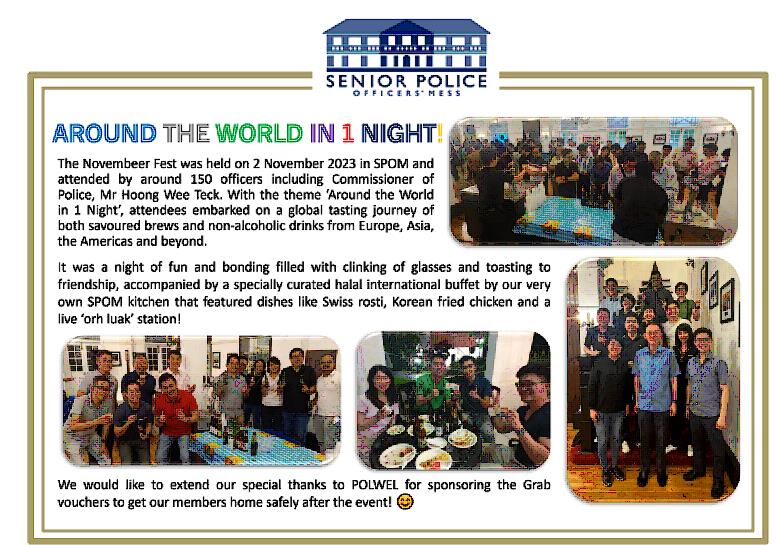 SENIOR POLICE
OFFICERS' MESS
AROUND THE WORLD IN 1 NIGHT!
The Novembeer Fest was held on 2 November 2023 in SPOM and
attended by around 150 officers including Commissioner of
Police, Mr Hoong Wee Teck. With the theme ‘Around the World
in 1 Night’, attendees embarked on a global tasting journey of
both savoured brews and non-alcoholic drinks from Europe, Asia,
the Americas and beyond.
It was a night of fun and bonding filled with clinking of glasses and toasting to
friendship, accompanied by a specially curated halal international buffet by our very
own SPOM kitchen that featured dishes like Swiss rosti, Korean fried chicken and a
live ‘orh luak’ station!
We would like to extend our special thanks to POLWEL for sponsoring the Grab
vouchers to get our members home safely after the event! 😊